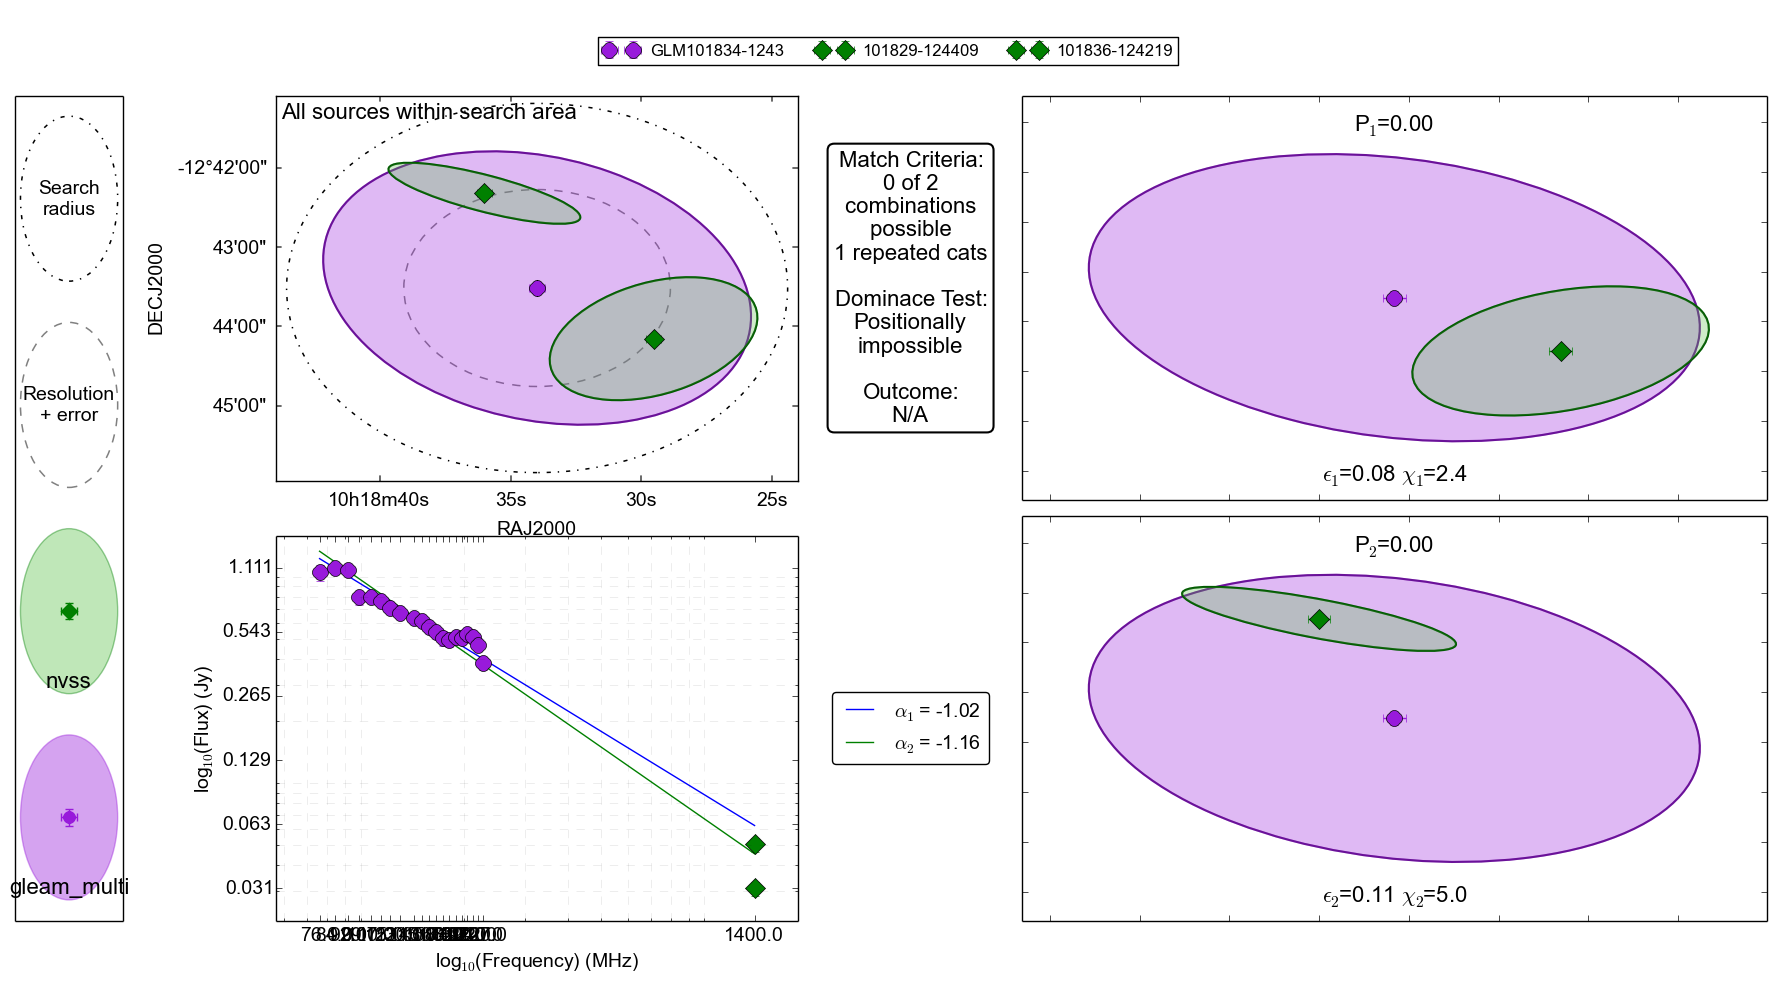 GLM101834-1243 101829-124409 101836-124219
Search
radius
Resolution
+ error
nvss
gleam_multi
All sources within search area
DECJ2000
-12°42'00"
43'00"
44'00"
45'00"
10h18m40s 35s 30s 25s
RAJ2000
Match Criteria:
0 of 2
combinations
possible
1 repeated cats
Dominace Test:
Positionally
impossible
Outcome:
N/A
P1=0.00
ϵ1=0.08 χ1=2.4
P2=0.00
ϵ2=0.11 χ2=5.0
log10(Flux) (Jy)
1.111
0.543
0.265
0.129
0.063
0.031
1400.0
log10(Frequency) (MHz)
α1 = -1.02
α2 = -1.16